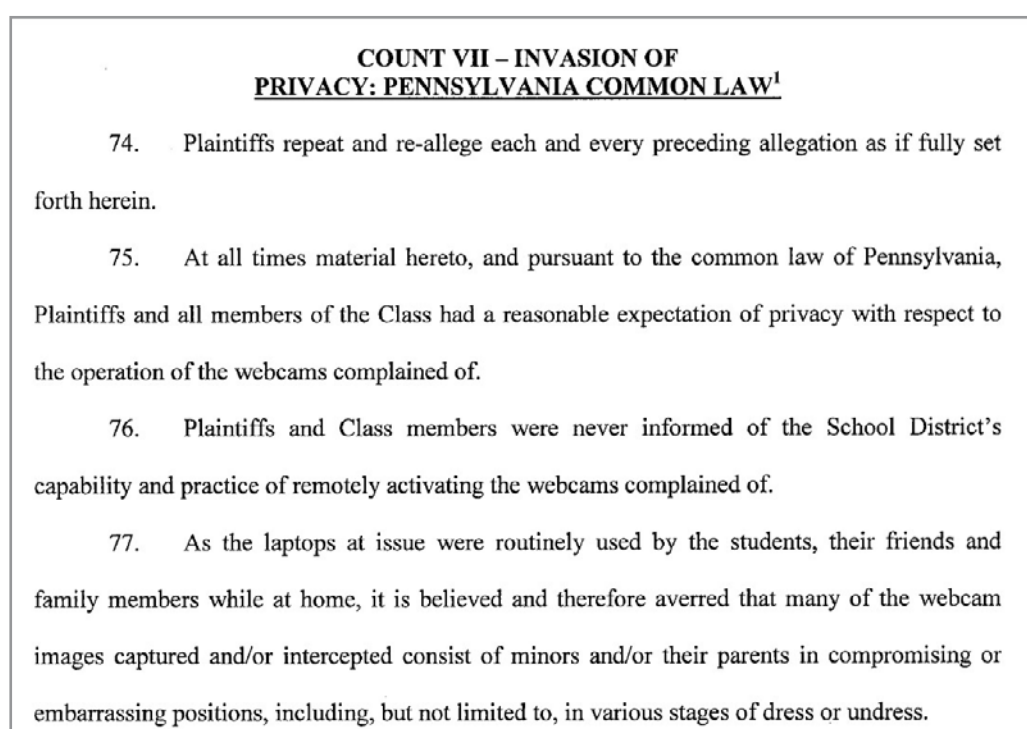 COUNT VII – INVASION OF
PRIVACY: PENNSYLVANIA COMMON LAW¹
74. Plaintiffs repeat and re-allege each and every preceding allegation as if fully set
forth herein.
75. At all times material hereto, and pursuant to the common law of Pennsylvania,
Plaintiffs and all members of the Class had a reasonable expectation of privacy with respect to
the operation of the webcams complained of.
76. Plaintiffs and Class members were never informed of the School District's
capability and practice of remotely activating the webcams complained of.
77. As the laptops at issue were routinely used by the students, their friends and
family members while at home, it is believed and therefore averred that many of the webcam
images captured and/or intercepted consist of minors and/or their parents in compromising or
embarrassing positions, including, but not limited to, in various stages of dress or undress.